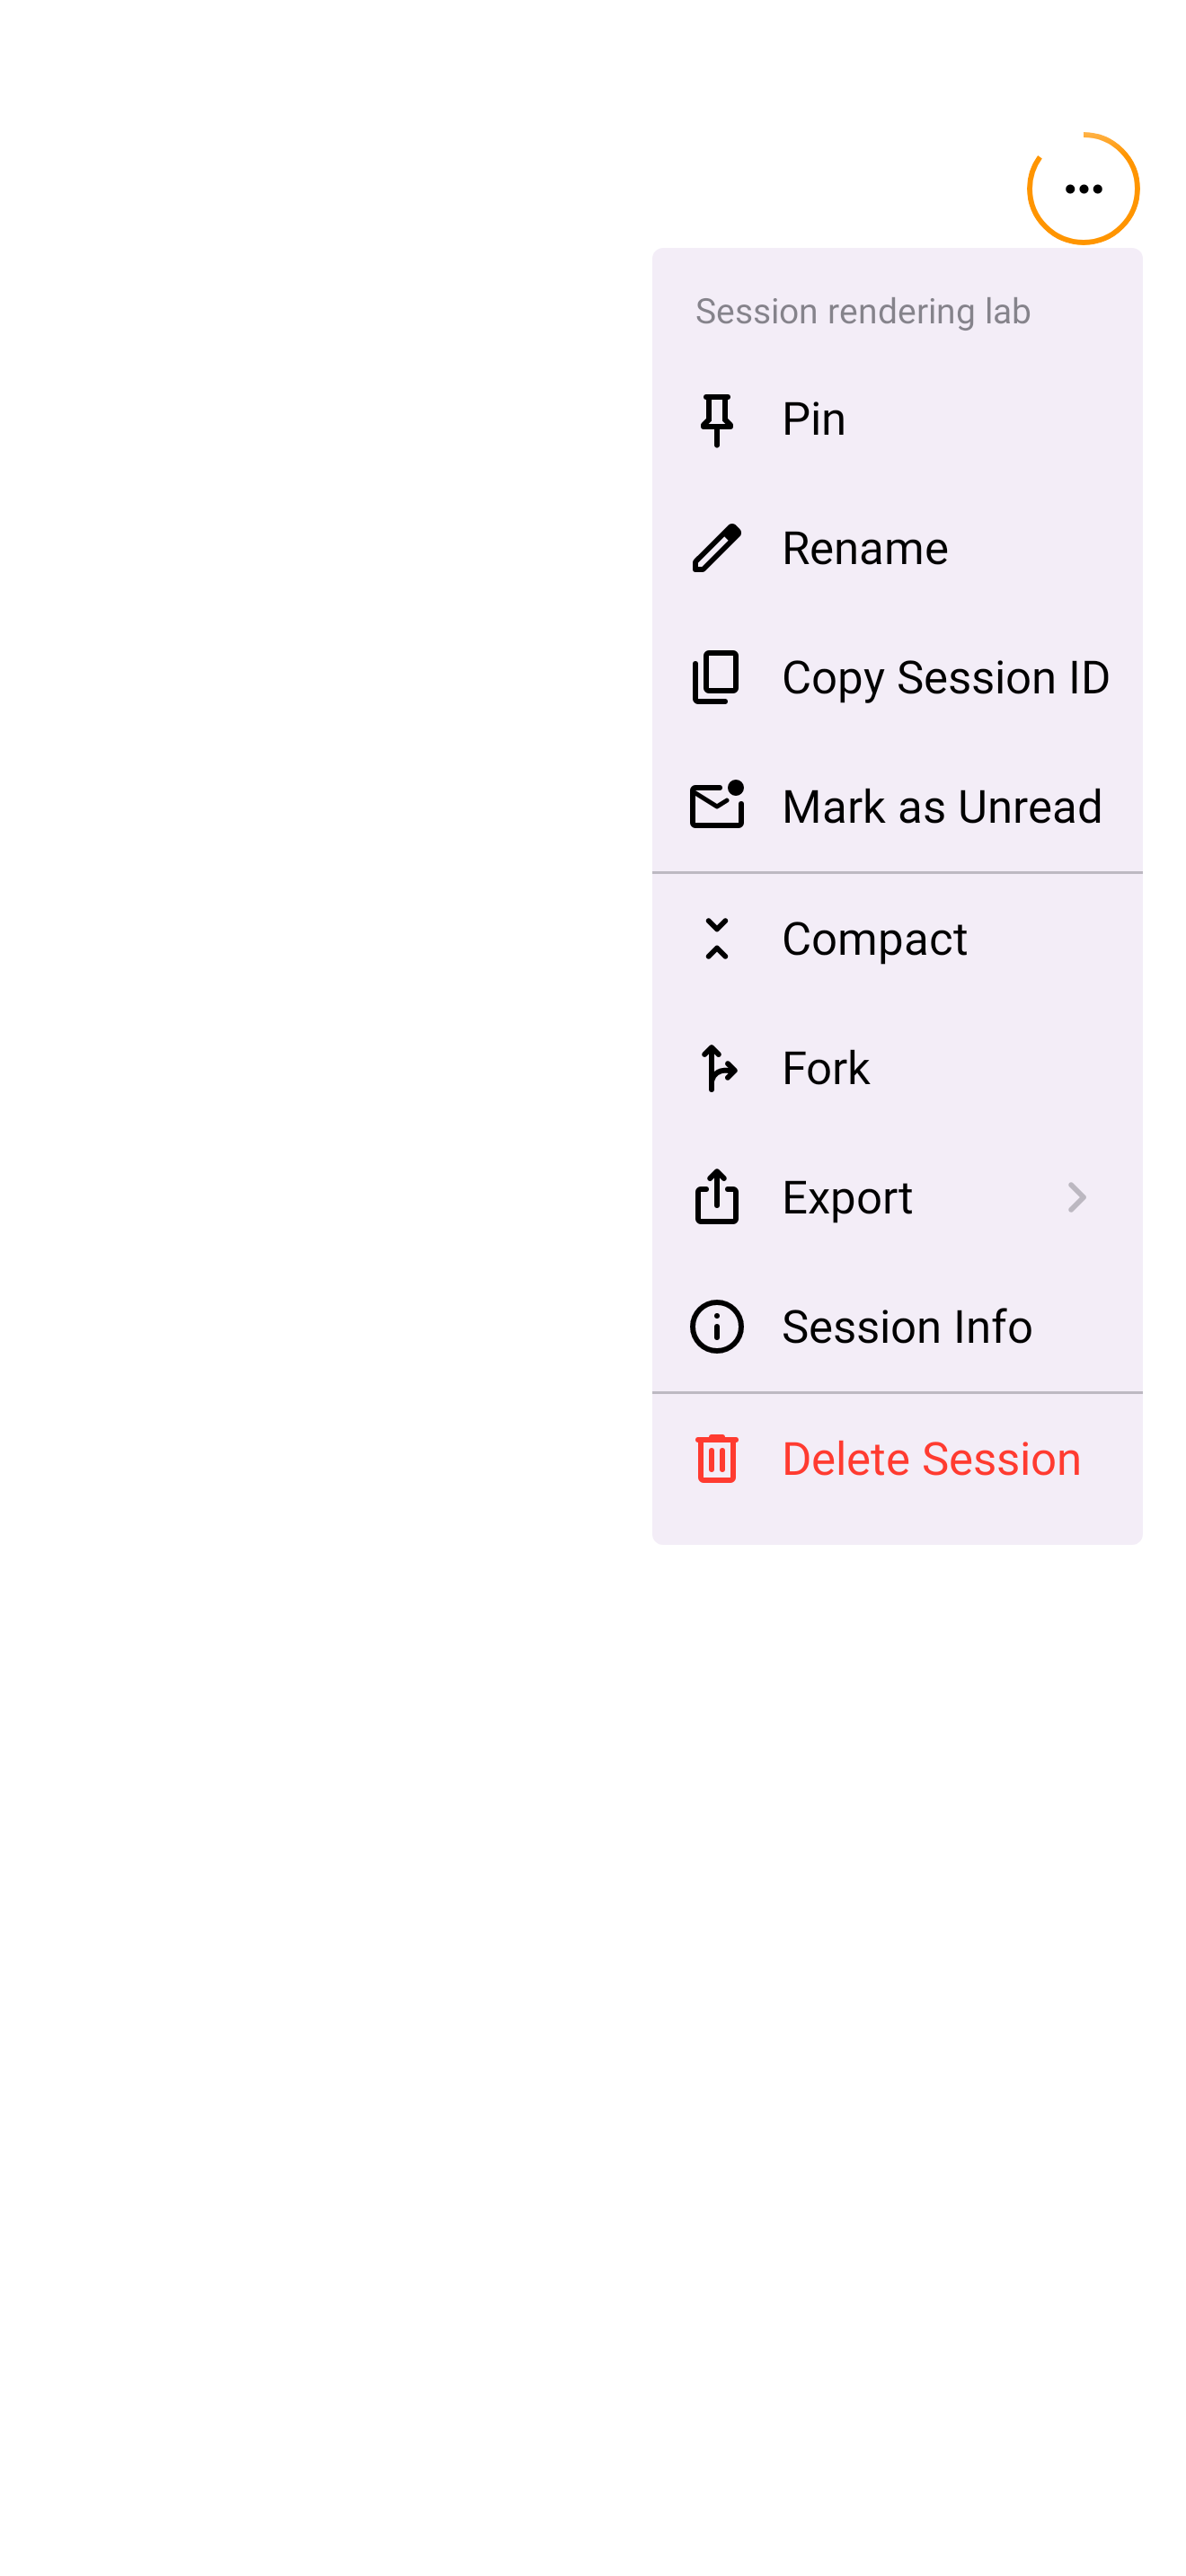 Session rendering lab
Pin
Rename
Copy Session ID
Mark as Unread
Compact
Fork
Export
Session Info
Delete Session